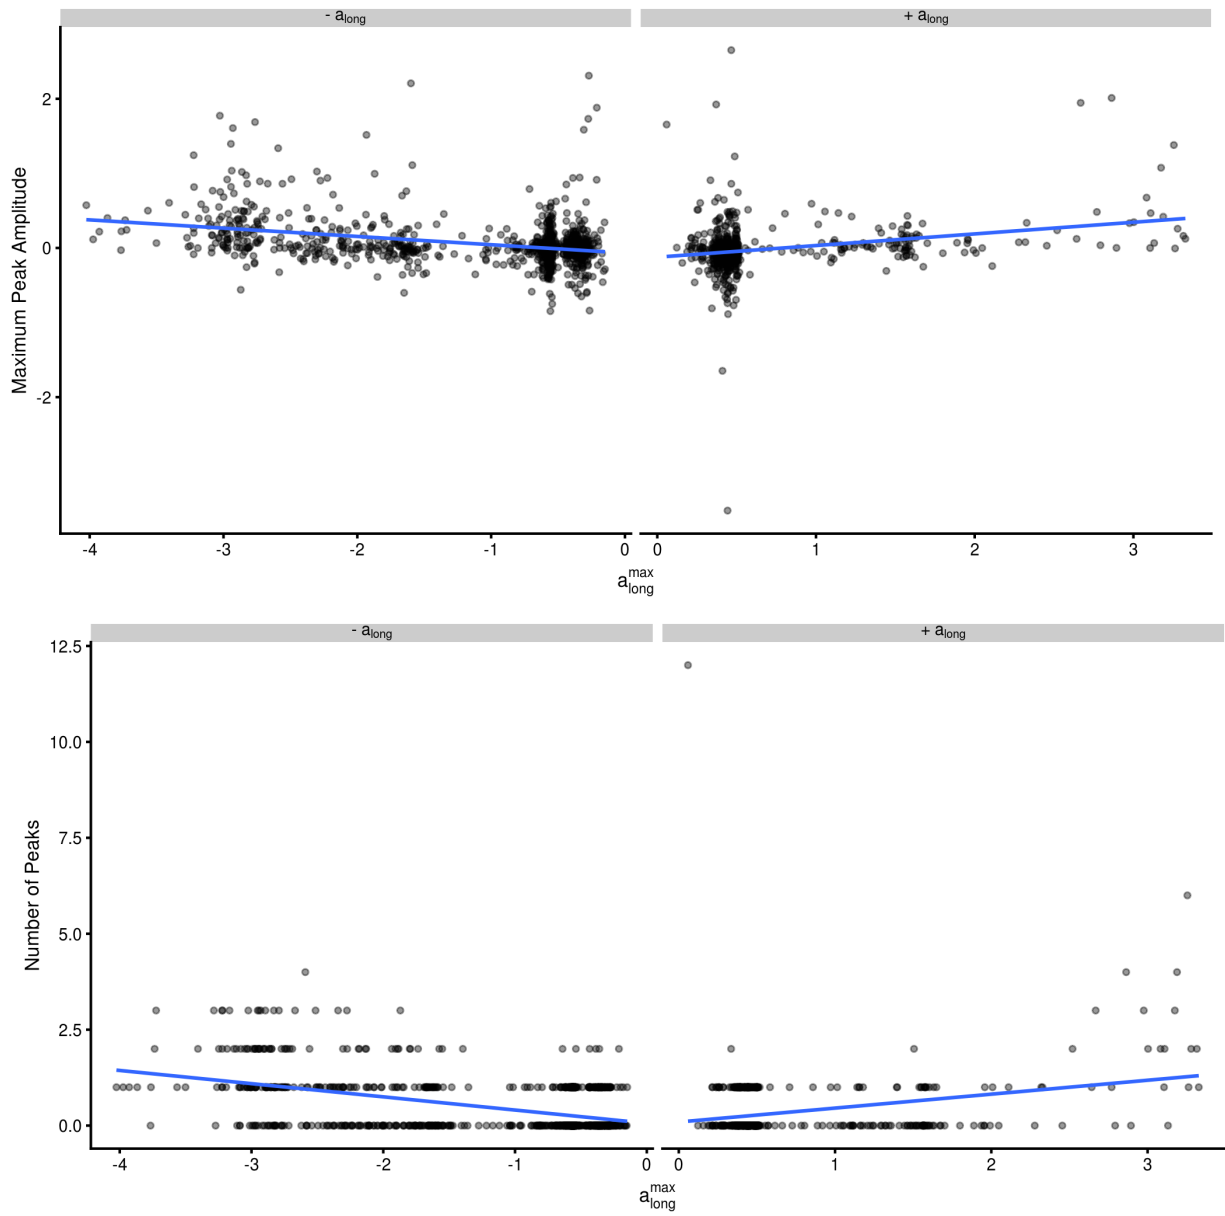 - a_long + a_long
Maximum Peak Amplitude
2
0
-2
-4 -3 -2 -1 0 0 1 2 3
a_long^max
- a_long + a_long
Number of Peaks
12.5
10.0
7.5
5.0
2.5
0.0
-4 -3 -2 -1 0 0 1 2 3
a_long^max